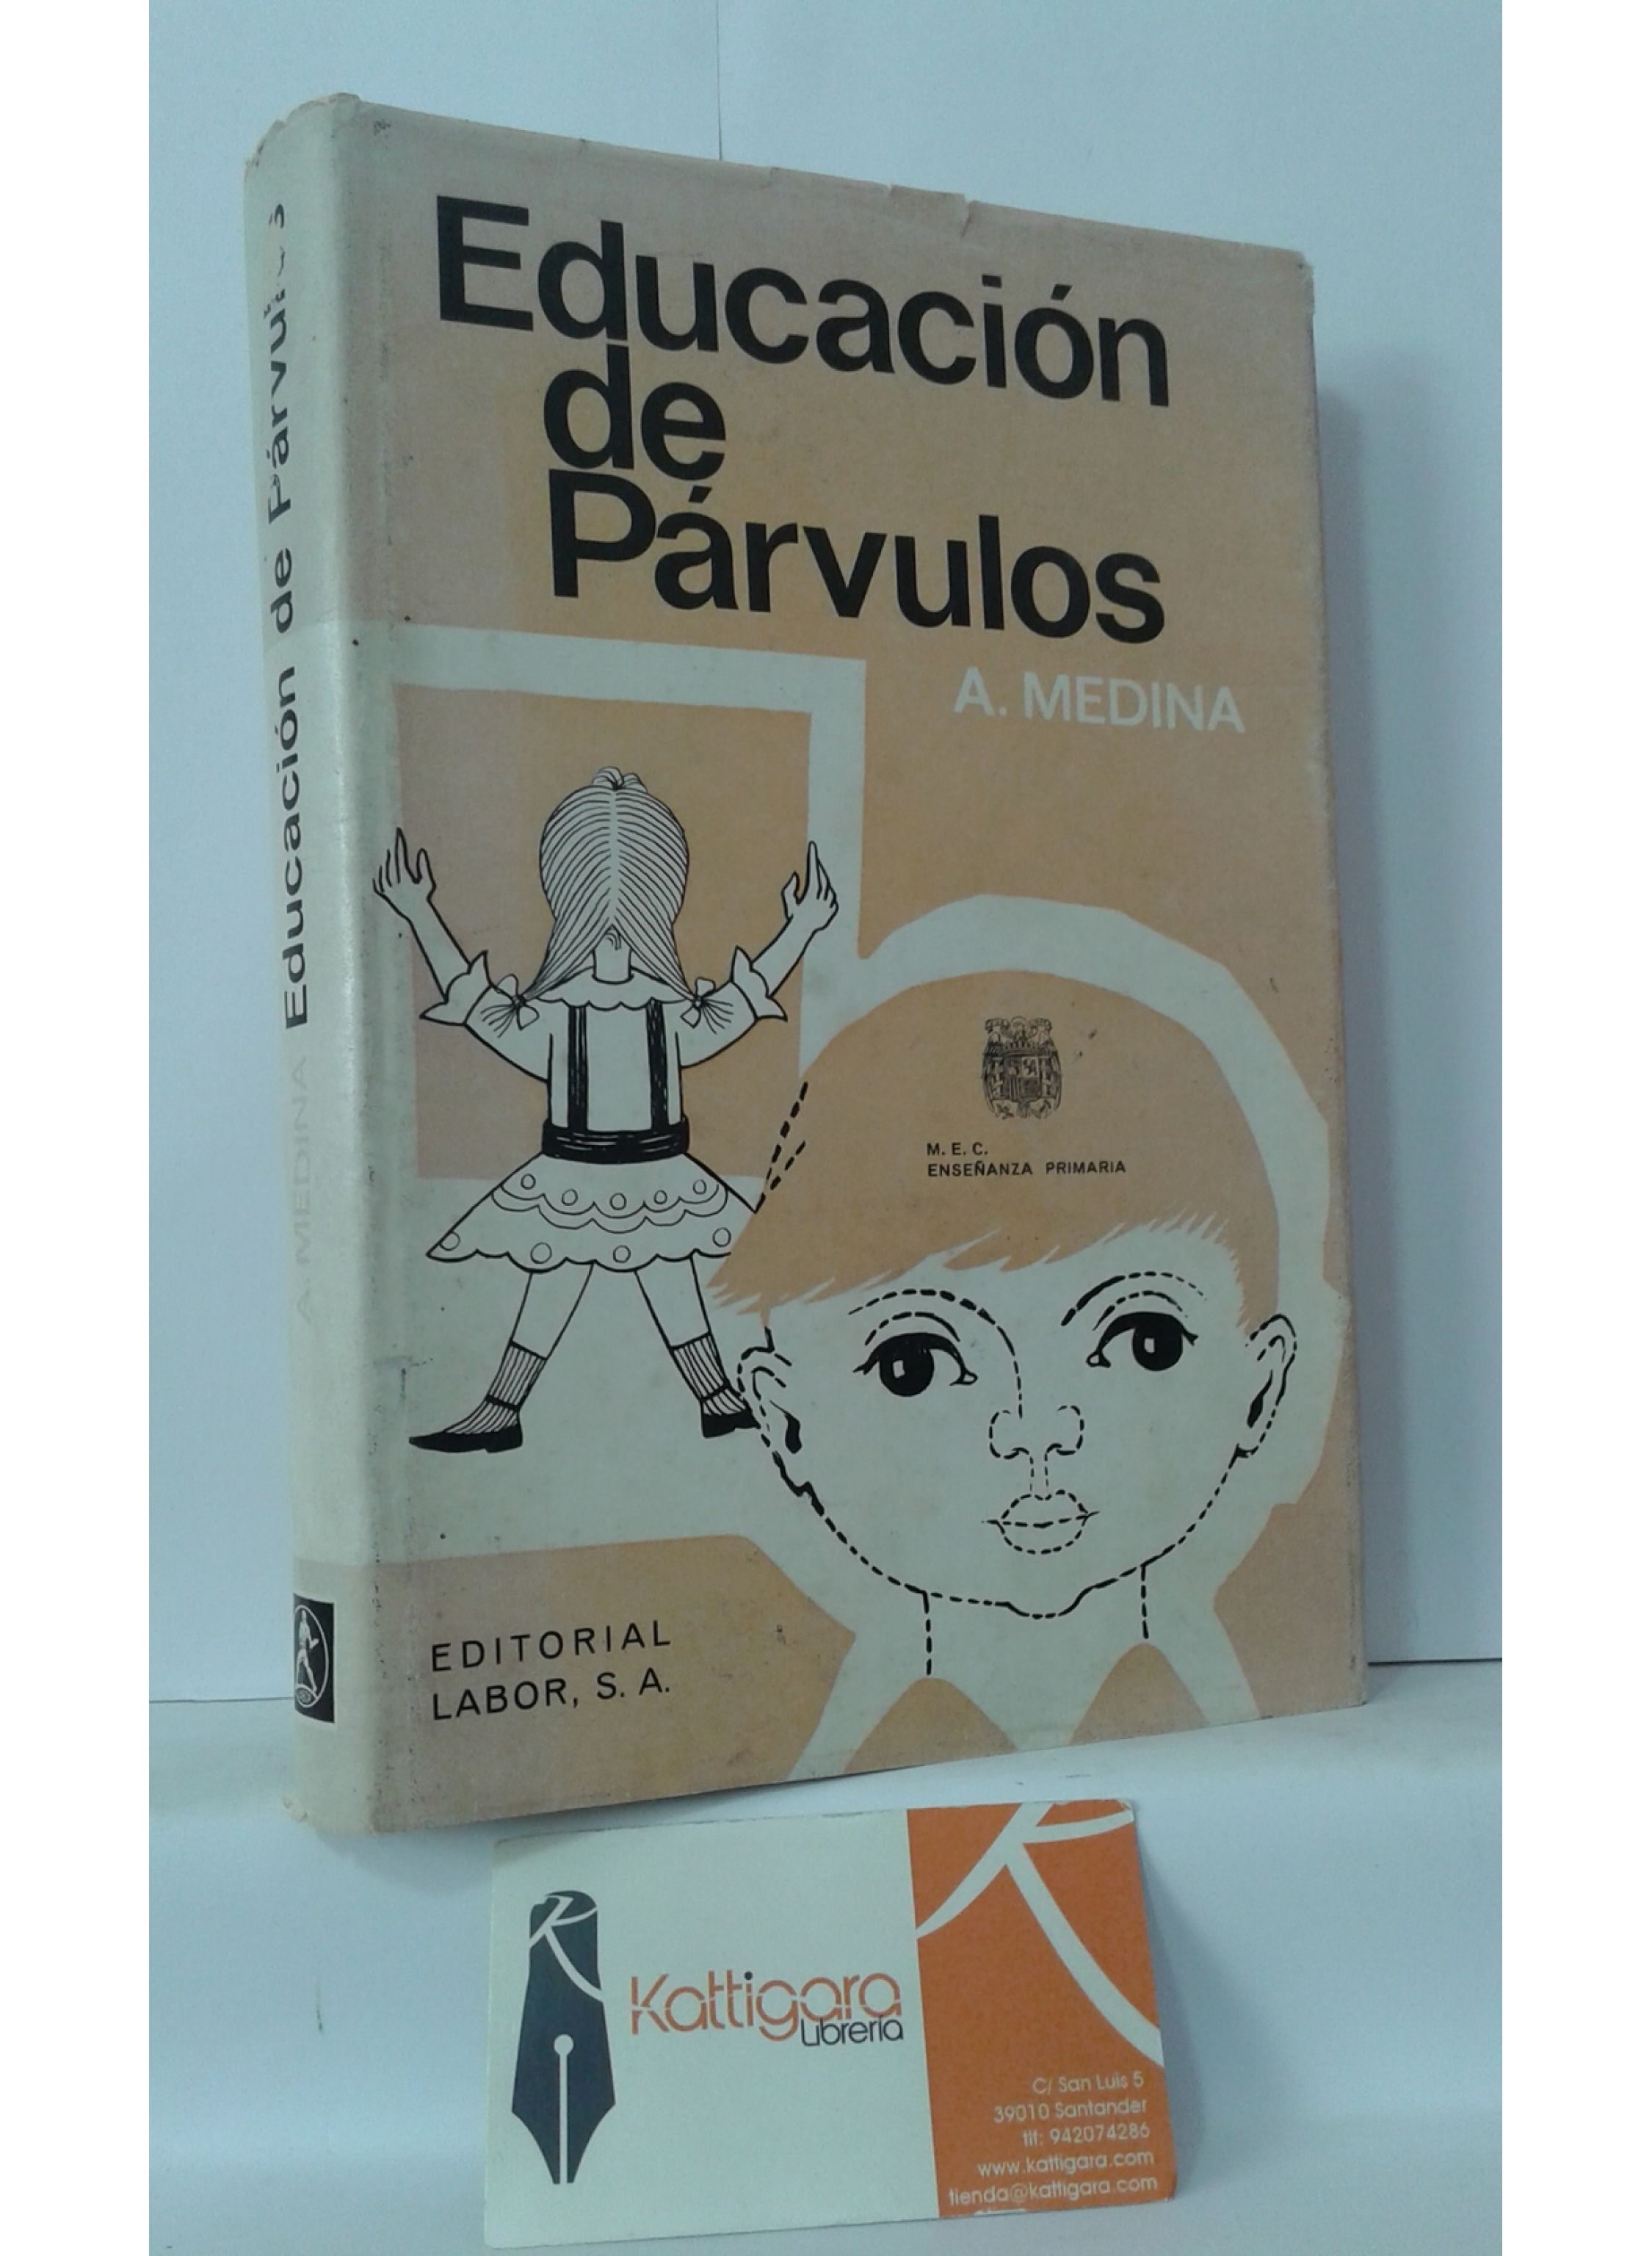 Educación
de
Párvulos
A. MEDINA
M. E. C.
ENSEÑANZA PRIMARIA
EDITORIAL
LABOR, S. A.
A. MEDINA Educación de Párvulos
Kattigara
Librería
C/ San Luis 5
39010 Santander
tlf: 942074286
www.kattigara.com
tienda@kattigara.com